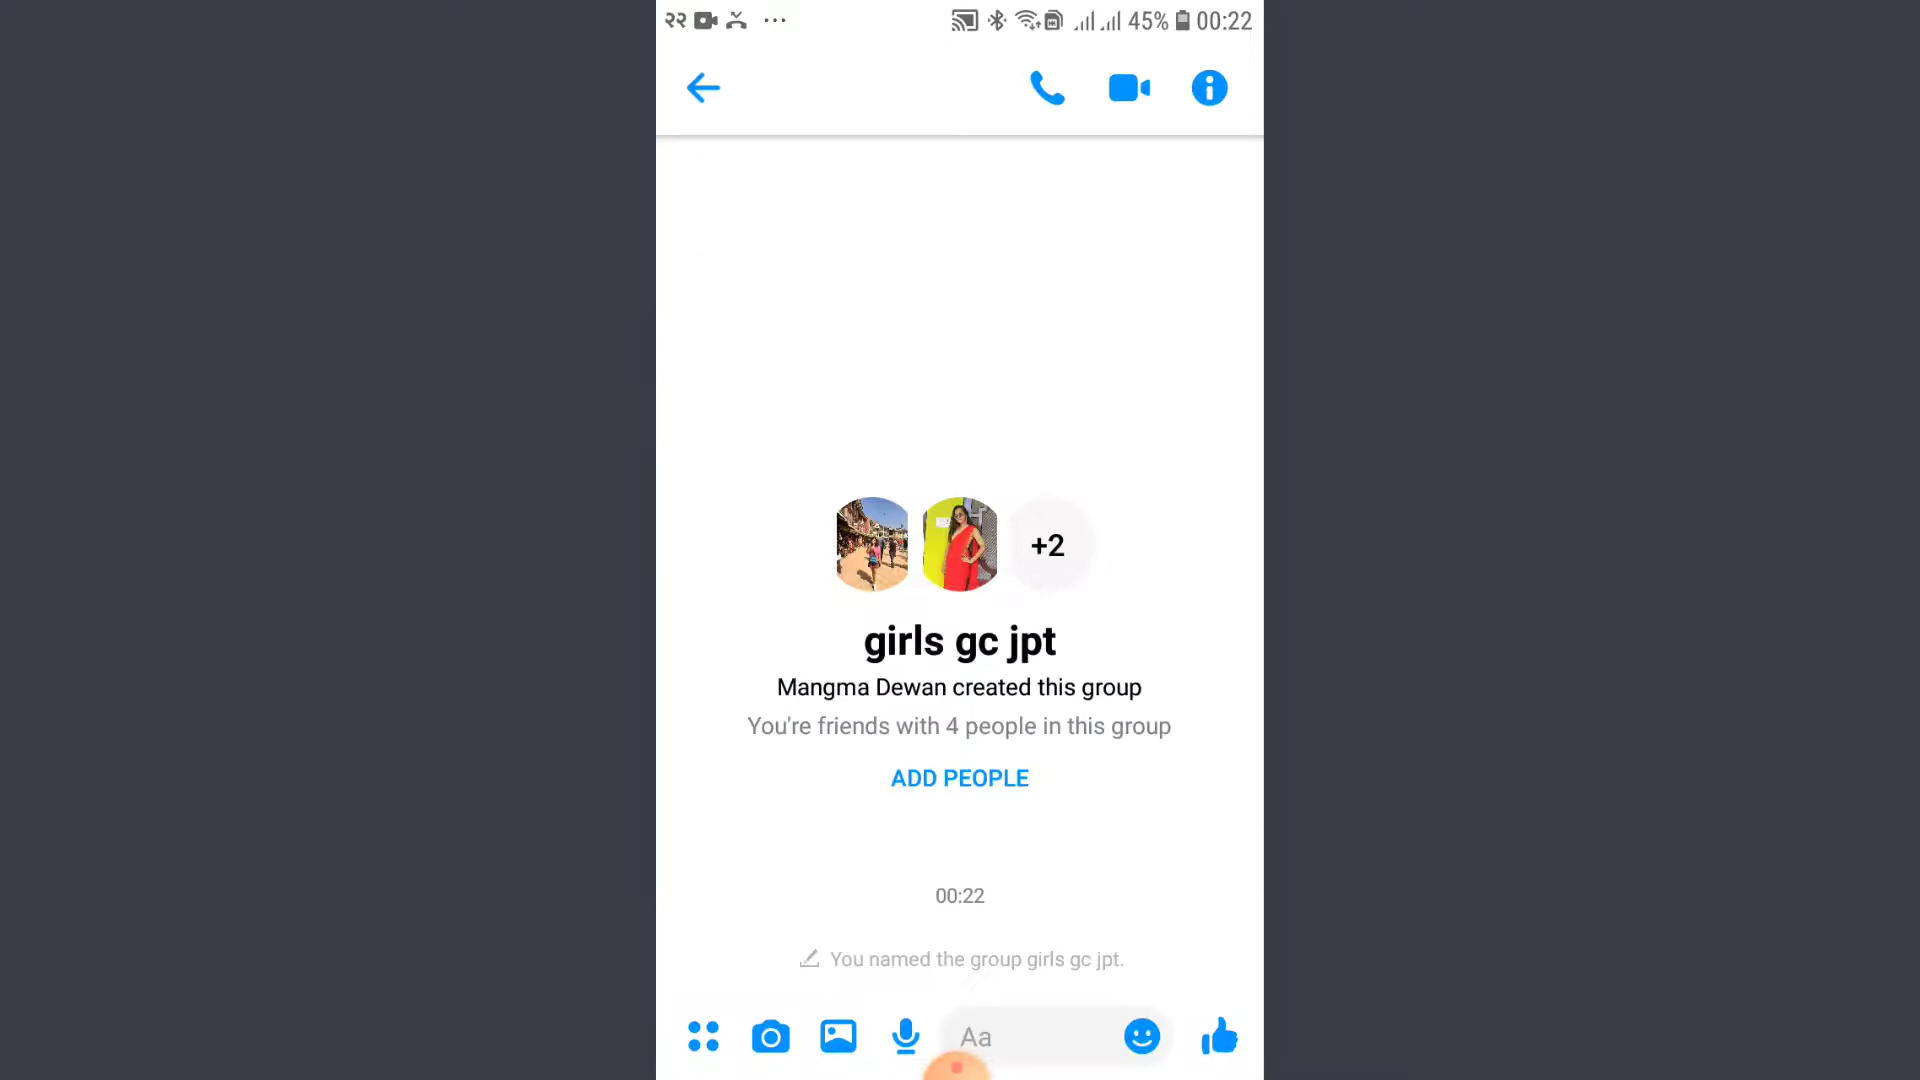 २२ 45% 00:22
+2
girls gc jpt
Mangma Dewan created this group
You're friends with 4 people in this group
ADD PEOPLE
00:22
You named the group girls gc jpt.
Aa